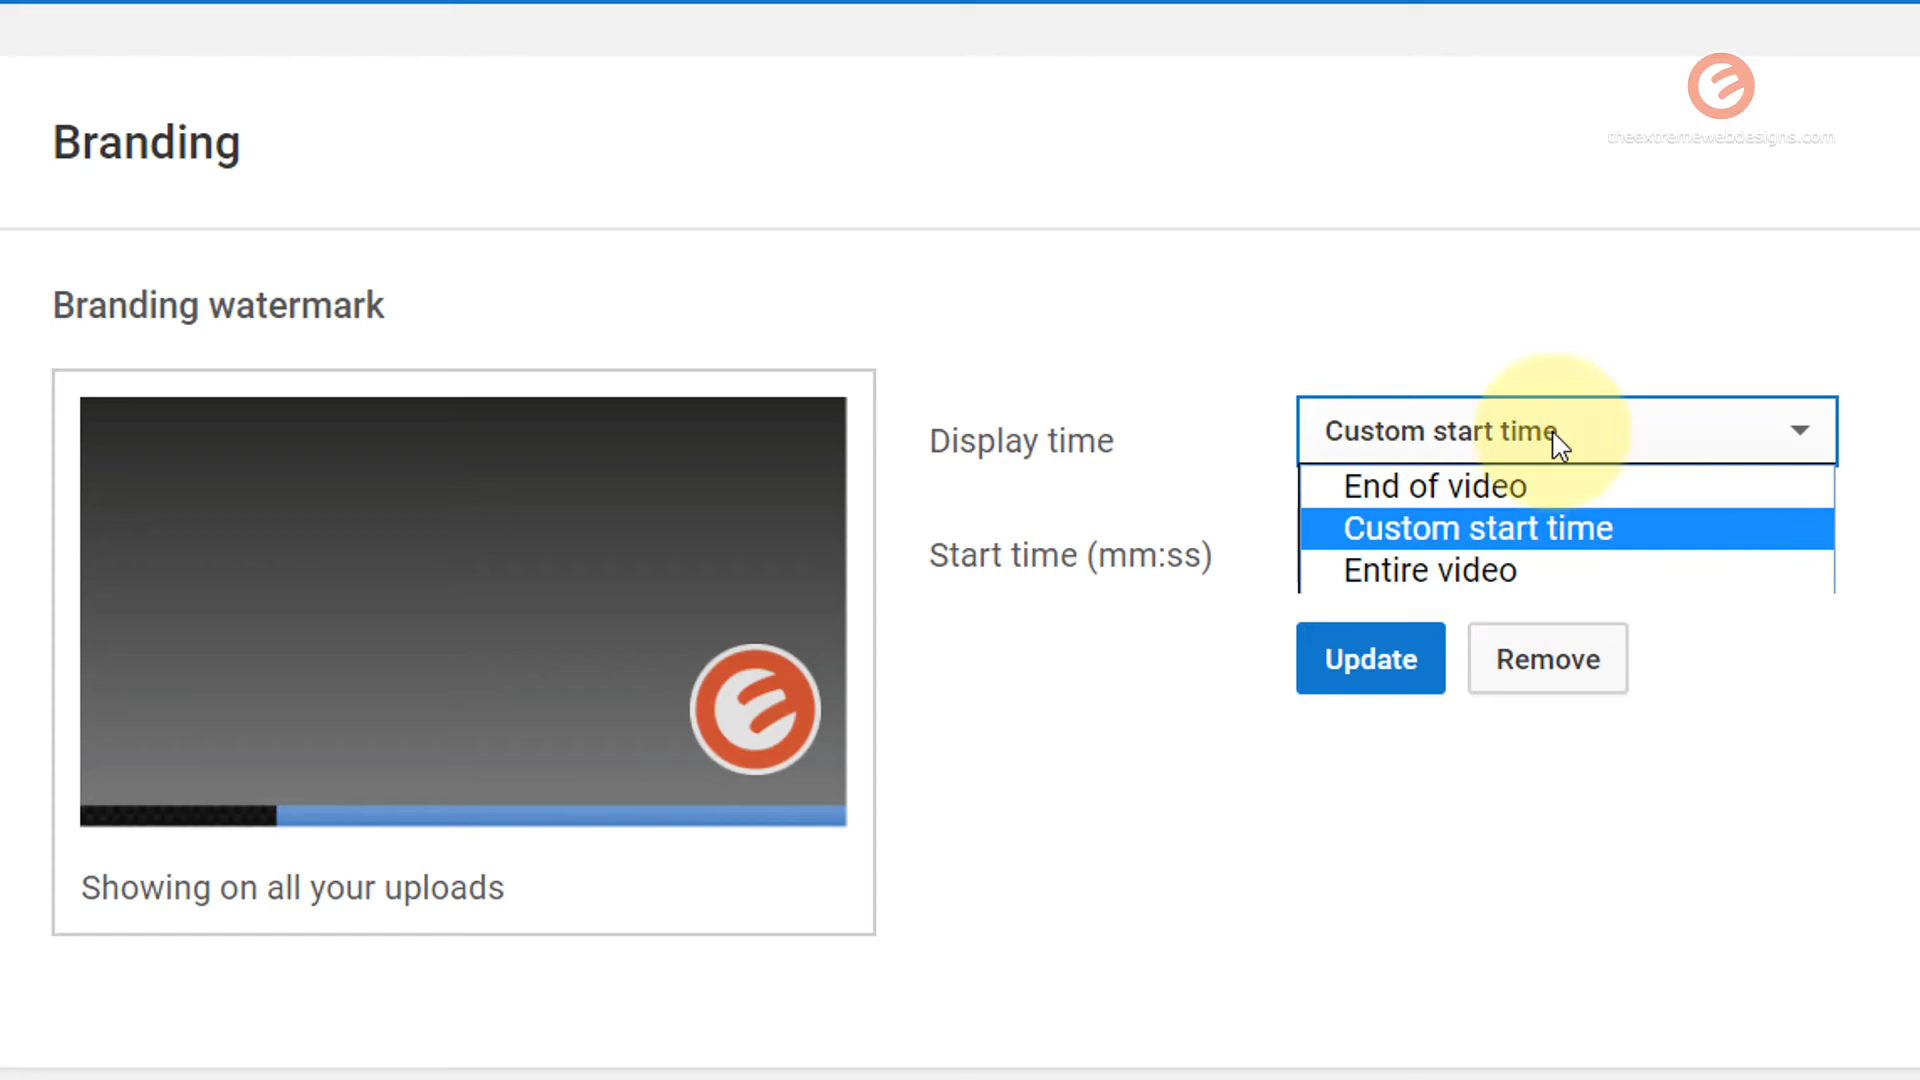 theextremewebdesigns.com
Branding
Branding watermark
Display time
Custom start time
End of video
Custom start time
Entire video
Start time (mm:ss)
Update
Remove
Showing on all your uploads